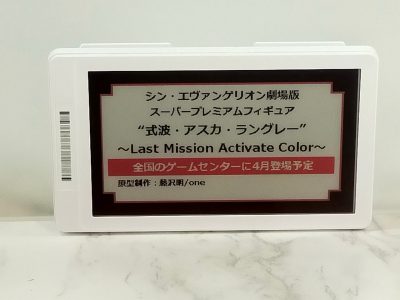 シン・エヴァンゲリオン劇場版
スーパープレミアムフィギュア
“式波・アスカ・ラングレー”
～Last Mission Activate Color～
全国のゲームセンターに4月登場予定
原型制作：藤沢明/one